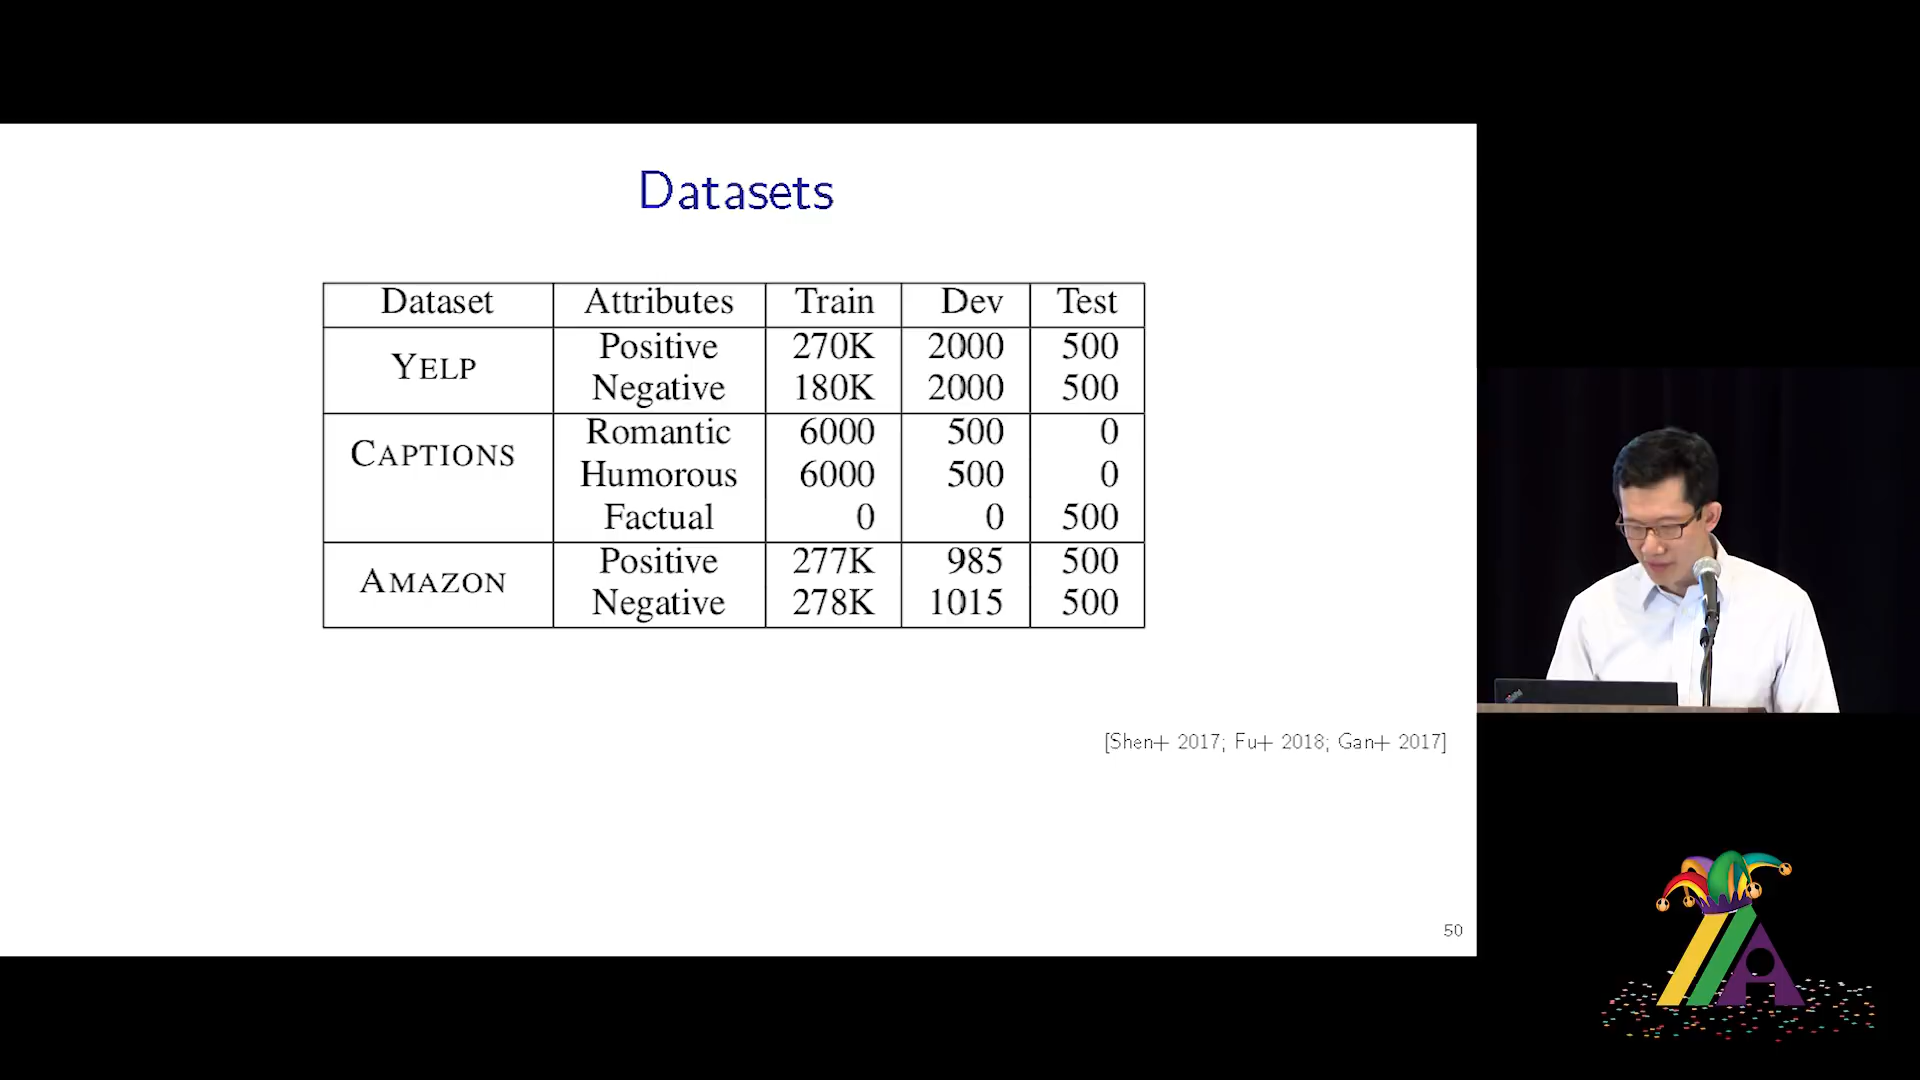 Datasets
Dataset Attributes Train Dev Test
YELP Positive 270K 2000 500
Negative 180K 2000 500
CAPTIONS Romantic 6000 500 0
Humorous 6000 500 0
Factual 0 0 500
AMAZON Positive 277K 985 500
Negative 278K 1015 500
[Shen+ 2017; Fu+ 2018; Gan+ 2017]
50